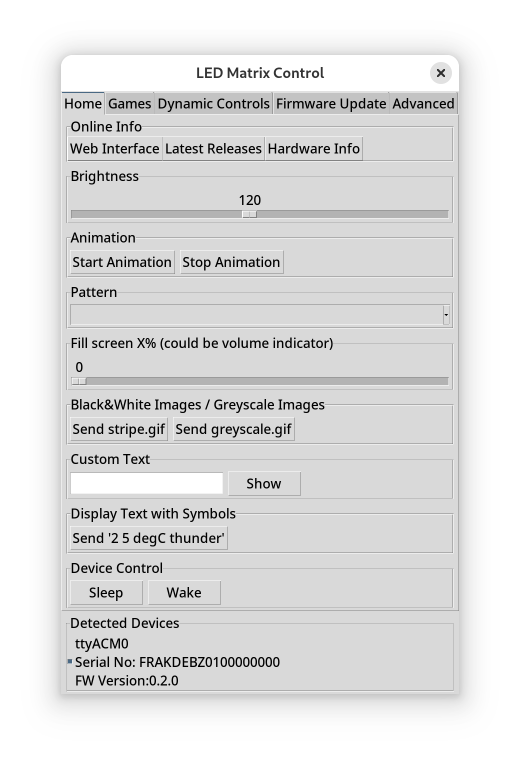 LED Matrix Control
Home Games Dynamic Controls Firmware Update Advanced
Online Info
Web Interface Latest Releases Hardware Info
Brightness
120
Animation
Start Animation Stop Animation
Pattern
Fill screen X% (could be volume indicator)
0
Black&White Images / Greyscale Images
Send stripe.gif Send greyscale.gif
Custom Text
Show
Display Text with Symbols
Send '2 5 degC thunder'
Device Control
Sleep Wake
Detected Devices
ttyACM0
Serial No: FRAKDEBZ0100000000
FW Version:0.2.0